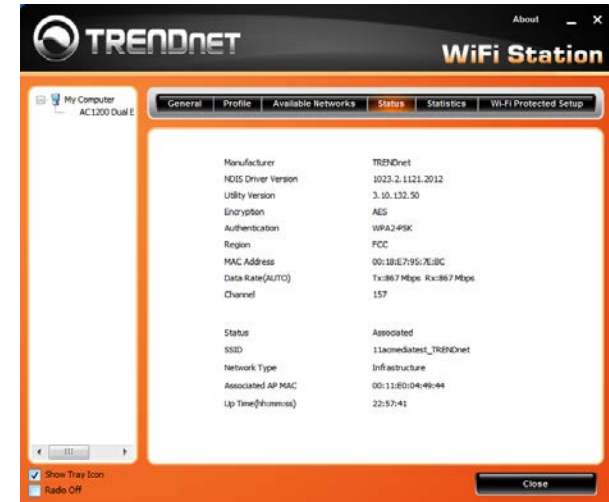 About
TRENDnet
WiFi Station
My Computer
AC1200 Dual E
General Profile Available Networks Status Statistics Wi-Fi Protected Setup
Manufacturer TRENDnet
NDIS Driver Version 1023.2.1121.2012
Utility Version 3.10.132.50
Encryption AES
Authentication WPA2-PSK
Region FCC
MAC Address 00:18:E7:95:7E:BC
Data Rate(AUTO) Tx:867 Mbps Rx:867 Mbps
Channel 157
Status Associated
SSID 11acmediatest_TRENDnet
Network Type Infrastructure
Associated AP MAC 00:11:E0:04:49:44
Up Time(hh:mm:ss) 22:57:41
Show Tray Icon
Radio Off
Close